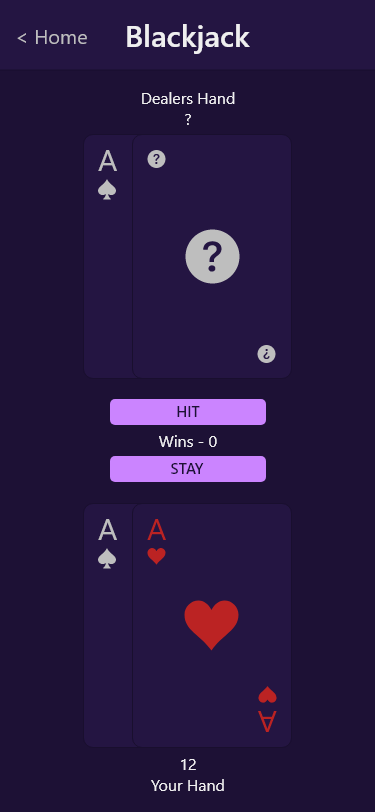 < Home Blackjack
Dealers Hand
?
A ?
?
?
HIT
Wins - 0
STAY
A A
A
12
Your Hand